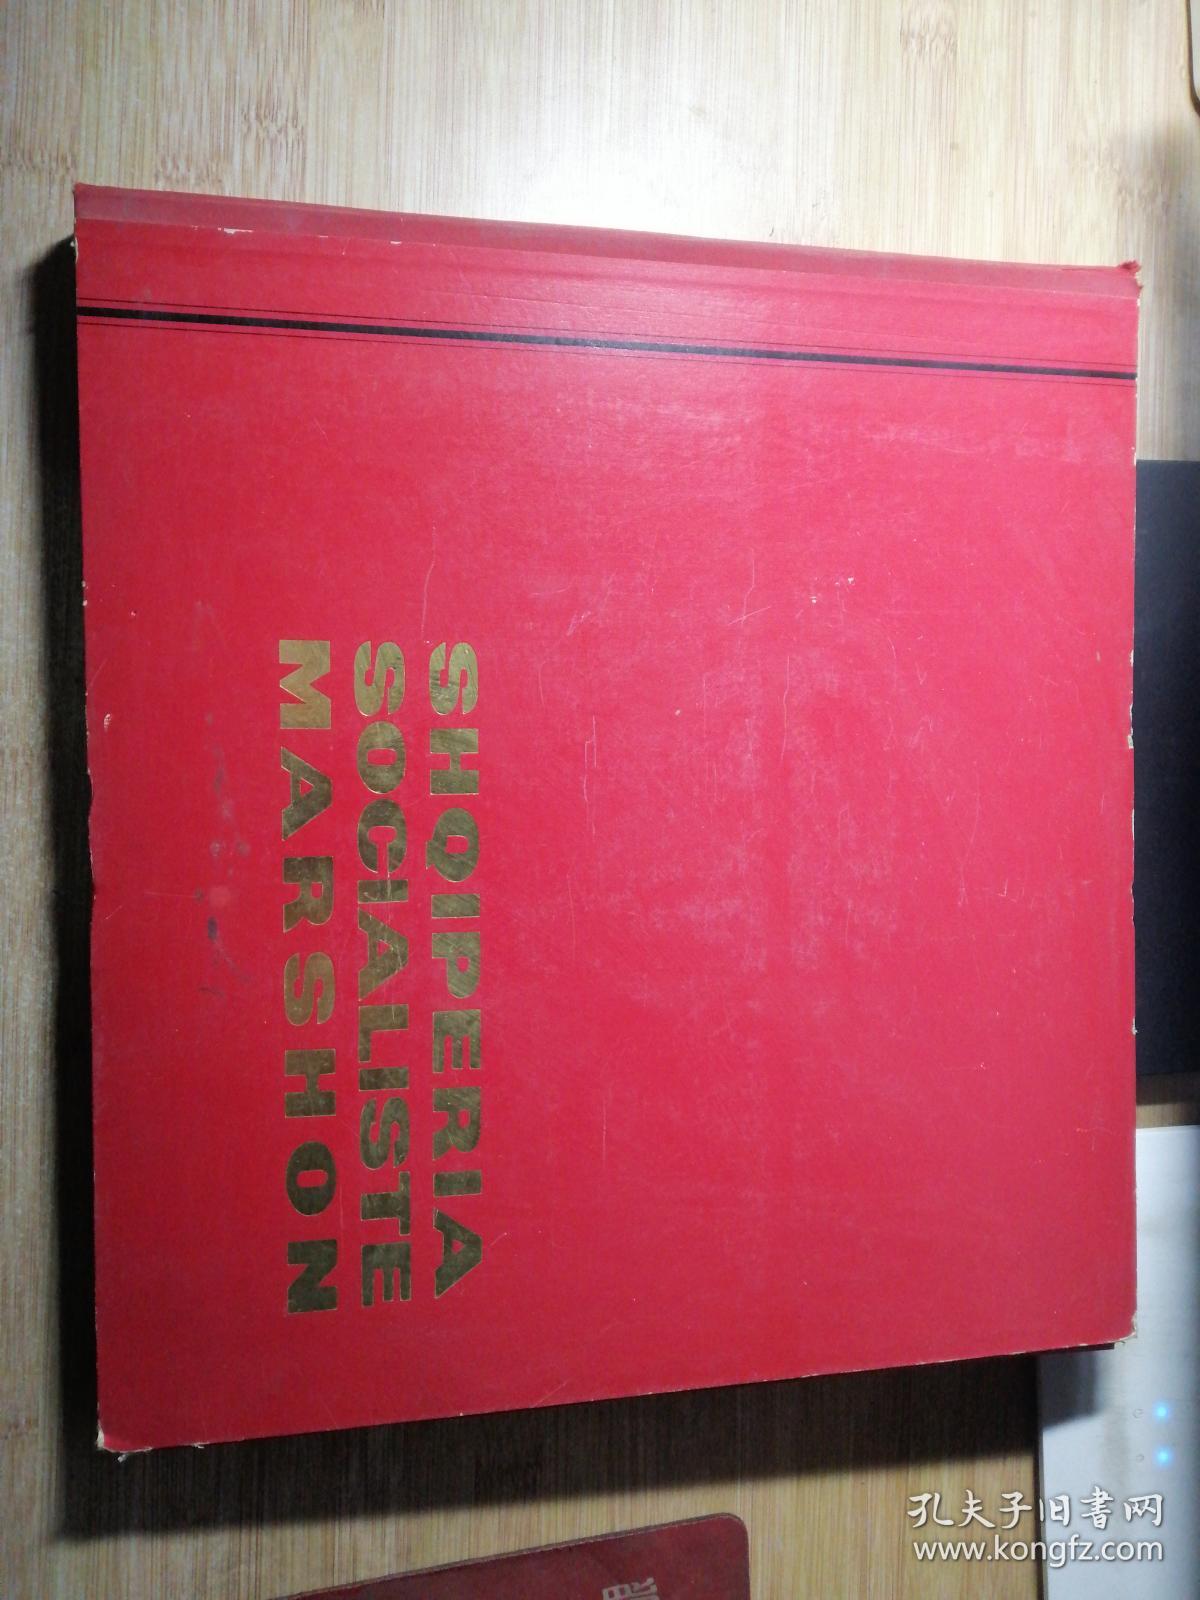 SHQIPERIA
SOCIALISTE
MARSHON
孔夫子旧书网
www.kongfz.com